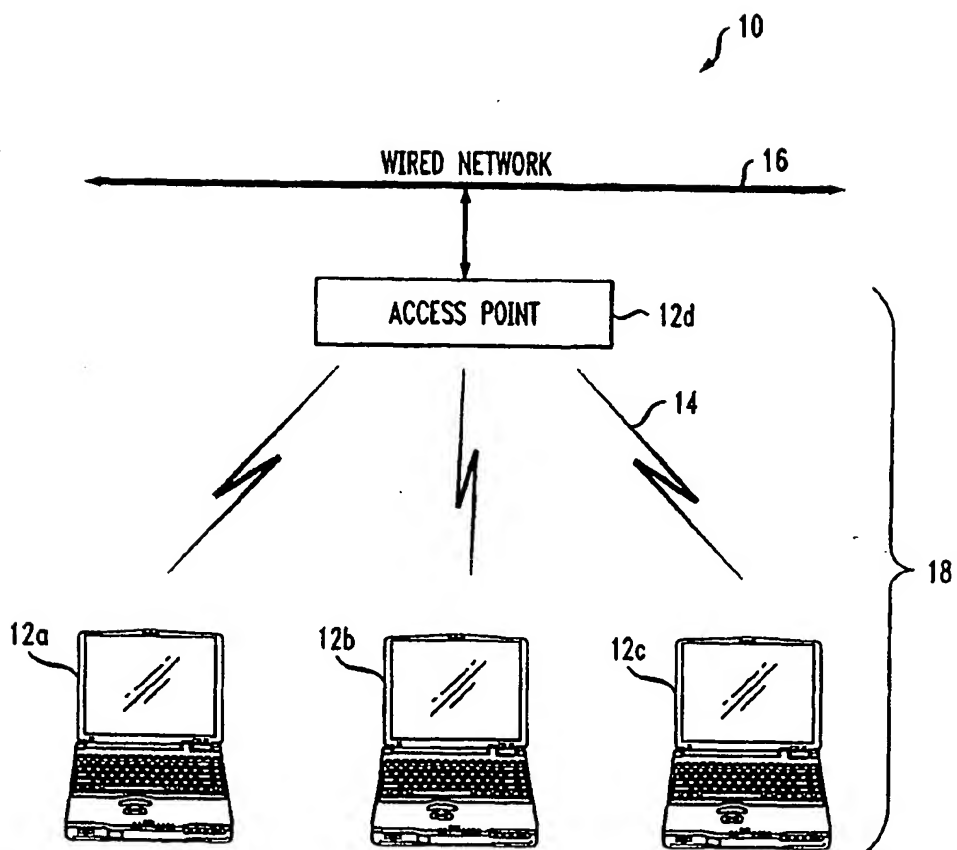 10
WIRED NETWORK
16
ACCESS POINT
12d
14
18
12a
12b
12c